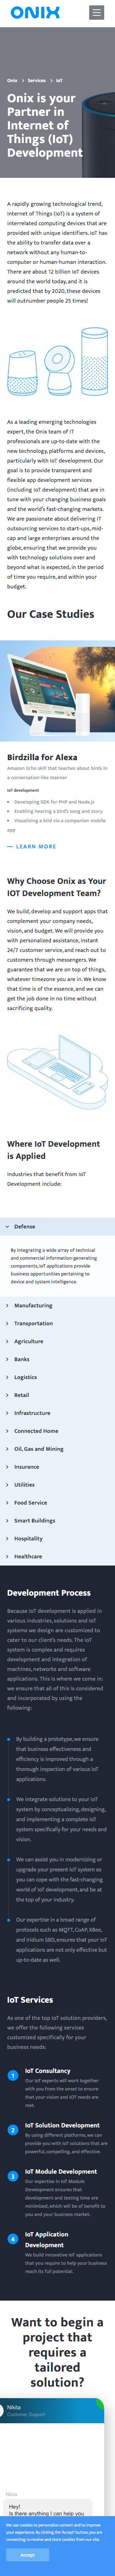 ONIX
Onix > Services > IoT
Onix is your
Partner in
Internet of
Things (IoT)
Development
A rapidly growing technological trend,
Internet of Things (IoT) is a system of
interrelated computing devices that are
provided with unique identifiers. IoT has
the ability to transfer data over a
network without any human-to
computer or human-human interaction.
There are about 12 billion IoT devices
around the world today, and it is
predicted that by 2020, these devices
will outnumber people 25 times!
As a leading emerging technologies
expert, the Onix team of IT
professionals are up-to-date with the
new technology, platforms and devices,
particularly with IoT development. Our
goal is to provide transparent and
flexible app development services
(including IoT development) that are in
tune with your changing business goals
and the world's fast-changing markets.
We are passionate about delivering IT
outsourcing services to start-ups, mid-
and large enterprises around the
globe, ensuring that we provide you
with technology solutions over and
beyond what is expected, in the period
of time you require, and within your
budget.
Our Case Studies
Birdzilla for Alexa
Amazon Echo skill that teaches about birds in
a conversation-like manner
IoT development
• Developing SDK for PHP and Node.js
• Enabling hearing a bird's song and story
• Visualising a bird via a companion mobile
app
LEARN MORE
Why Choose Onix as Your
IOT Development Team?
We build, develop and support apps that
complement your company needs,
vision, and budget. We will provide you
with personalized assistance, instant
24/7 customer service, and reach out to
customers through messengers. We
guarantee that we are on top of things,
whatever timezone you are in. We know
that time is of the essence, and we can
get the job done in no time without
sacrificing quality.
Where IoT Development
is Applied
Industries that benefit from IoT
Development include:
Defense
By integrating a wide array of technical
and commercial information-generating
components, IoT applications provide
business opportunities pertaining to
device and system intelligence.
Manufacturing
Transportation
Agriculture
Banks
Logistics
Retail
Infrastructure
Connected Home
Oil, Gas and Mining
Insurance
Utilities
Food Service
Smart Buildings
Hospitality
Healthcare
Development Process
Because IoT development is applied in
various industries, solutions and IoT
systems we design are customized to
cater to our client's needs. The IoT
system is complex and requires
integration of machines,
networks and software
applications. This is where we come in;
we ensure that all of this is considered
and incorporated by using the
following:
By building a prototype, we ensure
that business effectiveness and
efficiency is improved through a
thorough inspection of various IoT
applications.
We integrate solutions to your IoT
system by conceptualizing, designing,
and implementing a complete IoT
system specifically for your needs and
vision.
We can assist you in modernizing or
upgrade your present IoT system so
you can cope with the fast-changing
world of IoT development, and be at
the top of your industry.
Our expertise in a broad range of
protocols such as MQTT, CoAP, XBee,
and Iridium SBD, ensures that your IoT
applications are not only effective but
up-to-date as well.
IoT Services
As one of the top IoT solution providers,
we offer the following services
customized specifically for your
business needs:
1
IoT Consultancy
Our IoT experts will work together
with you from the onset to ensure
that your vision and IOT needs are
met.
2
IoT Solution Development
By using different platforms, we can
provide you with IoT solutions that are
powerful, compelling, and effective.
3
IoT Module Development
Our expertise in IoT Module
Development ensures that
development and testing time are
minimized, which will be of benefit to
you and your business market.
4
IoT Application
Development
We build innovative IoT applications
that you require to help your business
reach its full potential.
Want to begin a
project that
requires a
tailored
solution?
Nikita
Customer Support
Nikita
Hey!
Is there anything I can help you
We use cookies to personalise content and to improve
your experience. By clicking the 'Accept' button, you are
consenting to receive and store cookies from our site.
Accept